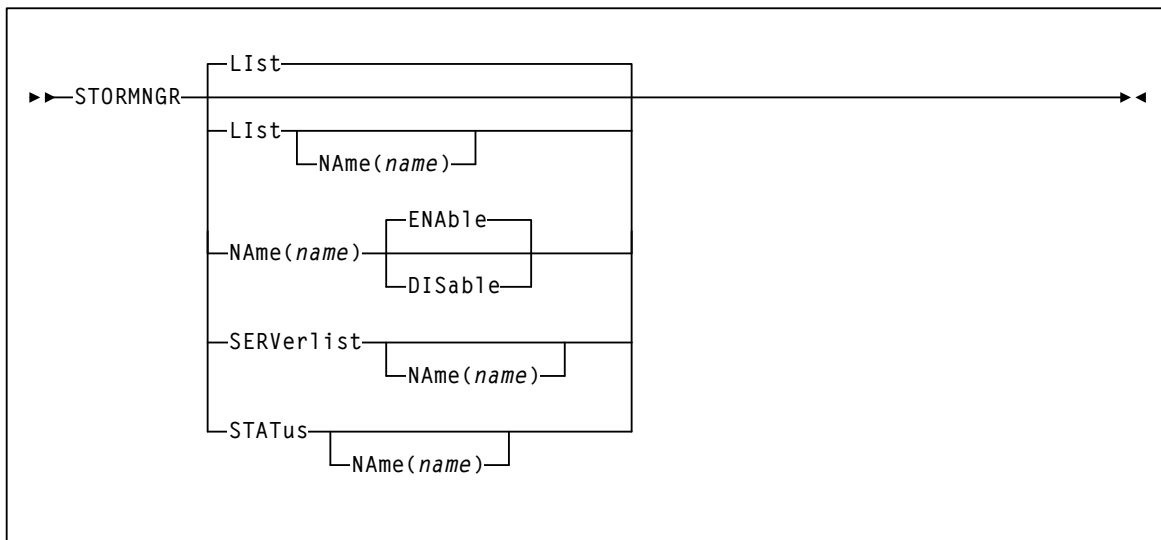 LIst
STORMNGR
LIst
NAme(name)
ENAble
NAme(name)
DISable
SERVerlist
NAme(name)
STATus
NAme(name)